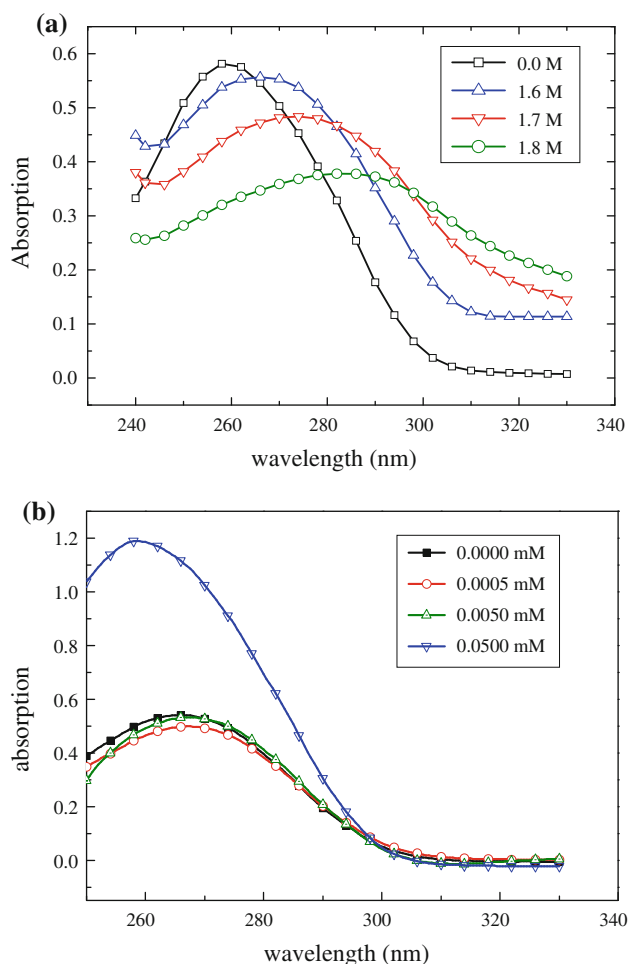 (a)
0.6
0.5
0.4
0.3
0.2
0.1
0.0
Absorption
0.0 M
1.6 M
1.7 M
1.8 M
240 260 280 300 320 340
wavelength (nm)
(b)
1.2
1.0
0.8
0.6
0.4
0.2
0.0
absorption
0.0000 mM
0.0005 mM
0.0050 mM
0.0500 mM
260 280 300 320 340
wavelength (nm)